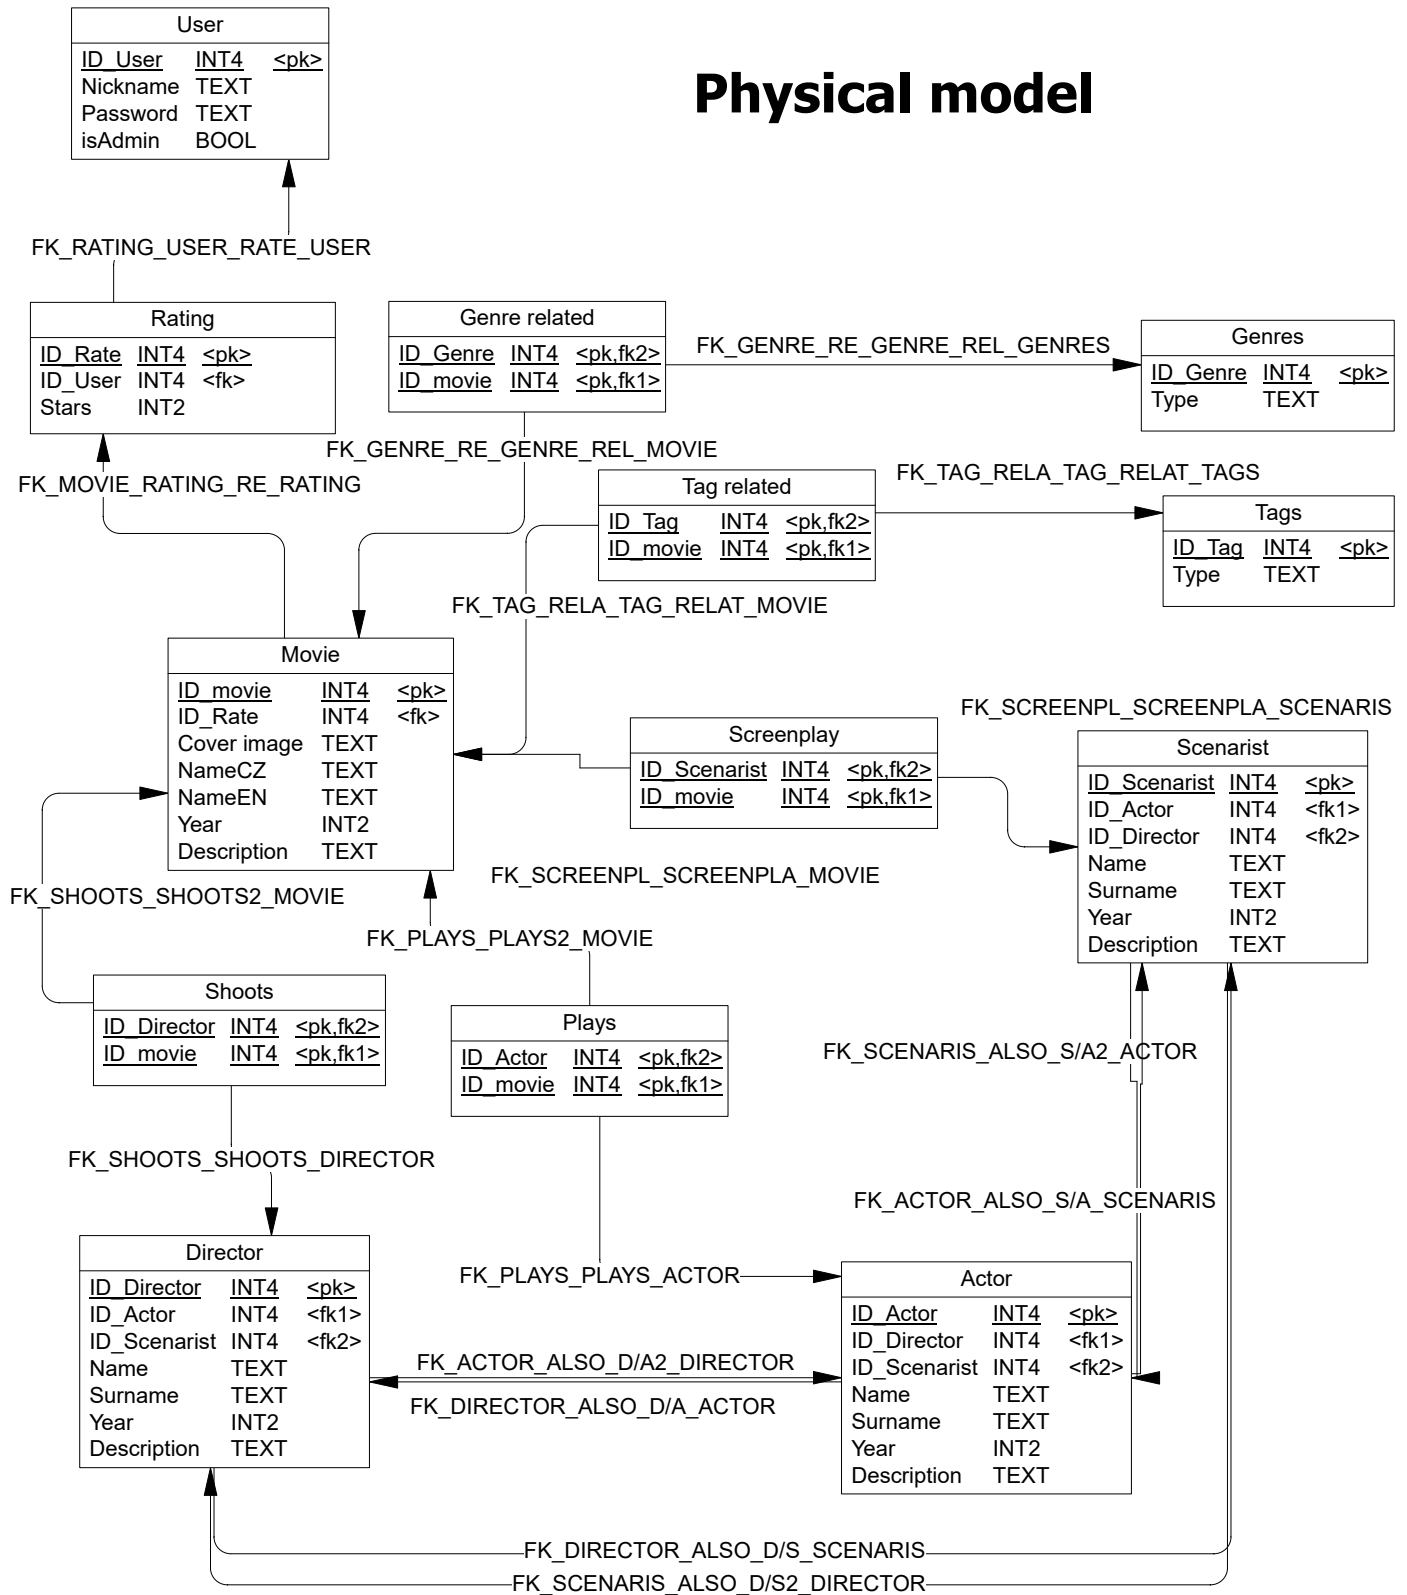 Physical model
User
ID_User INT4 <pk>
Nickname TEXT
Password TEXT
isAdmin BOOL
FK_RATING_USER_RATE_USER
Rating
ID_Rate INT4 <pk>
ID_User INT4 <fk>
Stars INT2
Genre related
ID_Genre INT4 <pk,fk2>
ID_movie INT4 <pk,fk1>
FK_GENRE_RE_GENRE_REL_GENRES
Genres
ID_Genre INT4 <pk>
Type TEXT
FK_GENRE_RE_GENRE_REL_MOVIE
FK_MOVIE_RATING_RE_RATING
Tag related
ID_Tag INT4 <pk,fk2>
ID_movie INT4 <pk,fk1>
FK_TAG_RELA_TAG_RELAT_TAGS
Tags
ID_Tag INT4 <pk>
Type TEXT
FK_TAG_RELA_TAG_RELAT_MOVIE
Movie
ID_movie INT4 <pk>
ID_Rate INT4 <fk>
Cover image TEXT
NameCZ TEXT
NameEN TEXT
Year INT2
Description TEXT
Screenplay
ID_Scenarist INT4 <pk,fk2>
ID_movie INT4 <pk,fk1>
FK_SCREENPL_SCREENPLA_SCENARIS
Scenarist
ID_Scenarist INT4 <pk>
ID_Actor INT4 <fk1>
ID_Director INT4 <fk2>
Name TEXT
Surname TEXT
Year INT2
Description TEXT
FK_SCREENPL_SCREENPLA_MOVIE
FK_SHOOTS_SHOOTS2_MOVIE
FK_PLAYS_PLAYS2_MOVIE
Shoots
ID_Director INT4 <pk,fk2>
ID_movie INT4 <pk,fk1>
Plays
ID_Actor INT4 <pk,fk2>
ID_movie INT4 <pk,fk1>
FK_SCENARIS_ALSO_S/A2_ACTOR
FK_SHOOTS_SHOOTS_DIRECTOR
FK_ACTOR_ALSO_S/A_SCENARIS
Director
ID_Director INT4 <pk>
ID_Actor INT4 <fk1>
ID_Scenarist INT4 <fk2>
Name TEXT
Surname TEXT
Year INT2
Description TEXT
FK_PLAYS_PLAYS_ACTOR
Actor
ID_Actor INT4 <pk>
ID_Director INT4 <fk1>
ID_Scenarist INT4 <fk2>
Name TEXT
Surname TEXT
Year INT2
Description TEXT
FK_ACTOR_ALSO_D/A2_DIRECTOR
FK_DIRECTOR_ALSO_D/A_ACTOR
FK_DIRECTOR_ALSO_D/S_SCENARIS
FK_SCENARIS_ALSO_D/S2_DIRECTOR